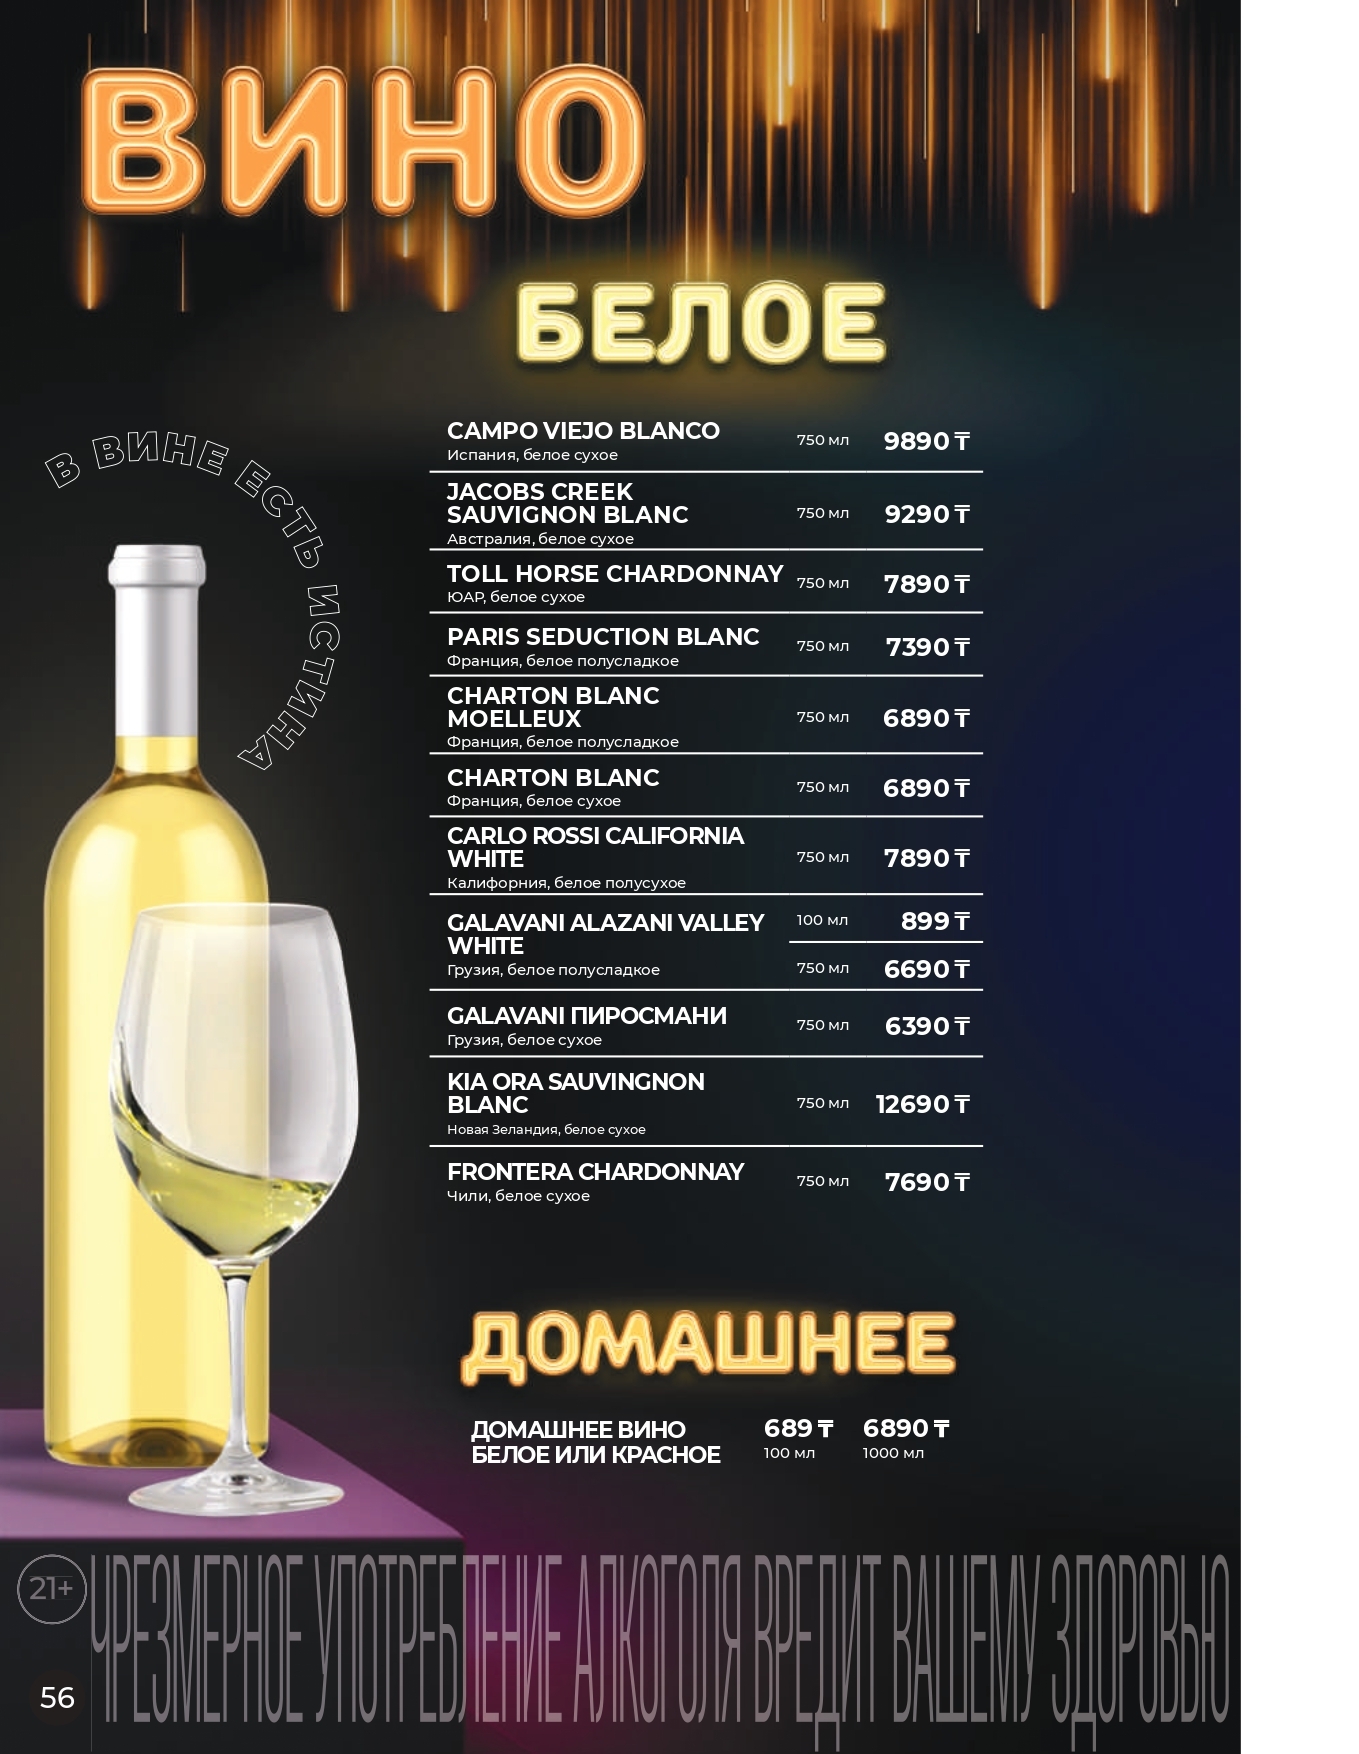 ВИНО
БЕЛОЕ
В ВИНЕ ЕСТЬ ИСТИНА
CAMPO VIEJO BLANCO
Испания, белое сухое
750 мл 9890 ₸
JACOBS CREEK
SAUVIGNON BLANC
Австралия, белое сухое
750 мл 9290 ₸
TOLL HORSE CHARDONNAY
ЮАР, белое сухое
750 мл 7890 ₸
PARIS SEDUCTION BLANC
Франция, белое полусладкое
750 мл 7390 ₸
CHARTON BLANC
MOELLEUX
Франция, белое полусладкое
750 мл 6890 ₸
CHARTON BLANC
Франция, белое сухое
750 мл 6890 ₸
CARLO ROSSI CALIFORNIA
WHITE
Калифорния, белое полусухое
750 мл 7890 ₸
GALAVANI ALAZANI VALLEY
WHITE
Грузия, белое полусладкое
100 мл 899 ₸
750 мл 6690 ₸
GALAVANI ПИРОСМАНИ
Грузия, белое сухое
750 мл 6390 ₸
KIA ORA SAUVINGNON
BLANC
Новая Зеландия, белое сухое
750 мл 12690 ₸
FRONTERA CHARDONNAY
Чили, белое сухое
750 мл 7690 ₸
ДОМАШНЕЕ
ДОМАШНЕЕ ВИНО
БЕЛОЕ ИЛИ КРАСНОЕ
689 ₸ 6890 ₸
100 мл 1000 мл
21+
ЧРЕЗМЕРНОЕ УПОТРЕБЛЕНИЕ АЛКОГОЛЯ ВРЕДИТ ВАШЕМУ ЗДОРОВЬЮ
56